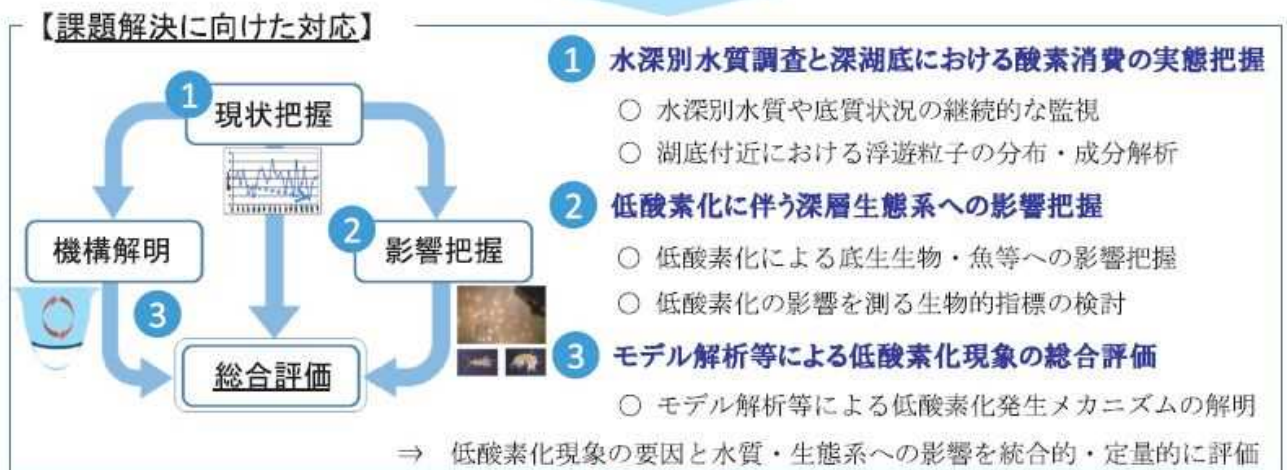 【課題解決に向けた対応】
1 現状把握
機構解明
2 影響把握
3
総合評価
1 水深別水質調査と深湖底における酸素消費の実態把握
○ 水深別水質や底質状況の継続的な監視
○ 湖底付近における浮遊粒子の分布・成分解析
2 低酸素化に伴う深層生態系への影響把握
○ 低酸素化による底生生物・魚等への影響把握
○ 低酸素化の影響を測る生物的指標の検討
3 モデル解析等による低酸素化現象の総合評価
○ モデル解析等による低酸素化発生メカニズムの解明
⇒ 低酸素化現象の要因と水質・生態系への影響を統合的・定量的に評価